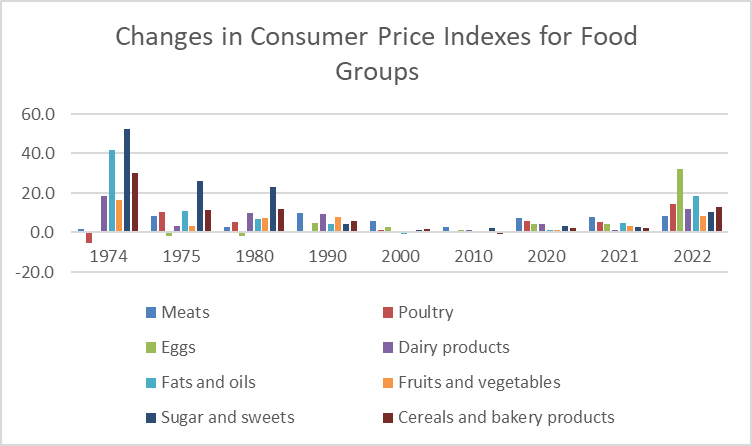 Changes in Consumer Price Indexes for Food
Groups
60.0
40.0
20.0
0.0
-20.0
1974 1975 1980 1990 2000 2010 2020 2021 2022
Meats Poultry
Eggs Dairy products
Fats and oils Fruits and vegetables
Sugar and sweets Cereals and bakery products